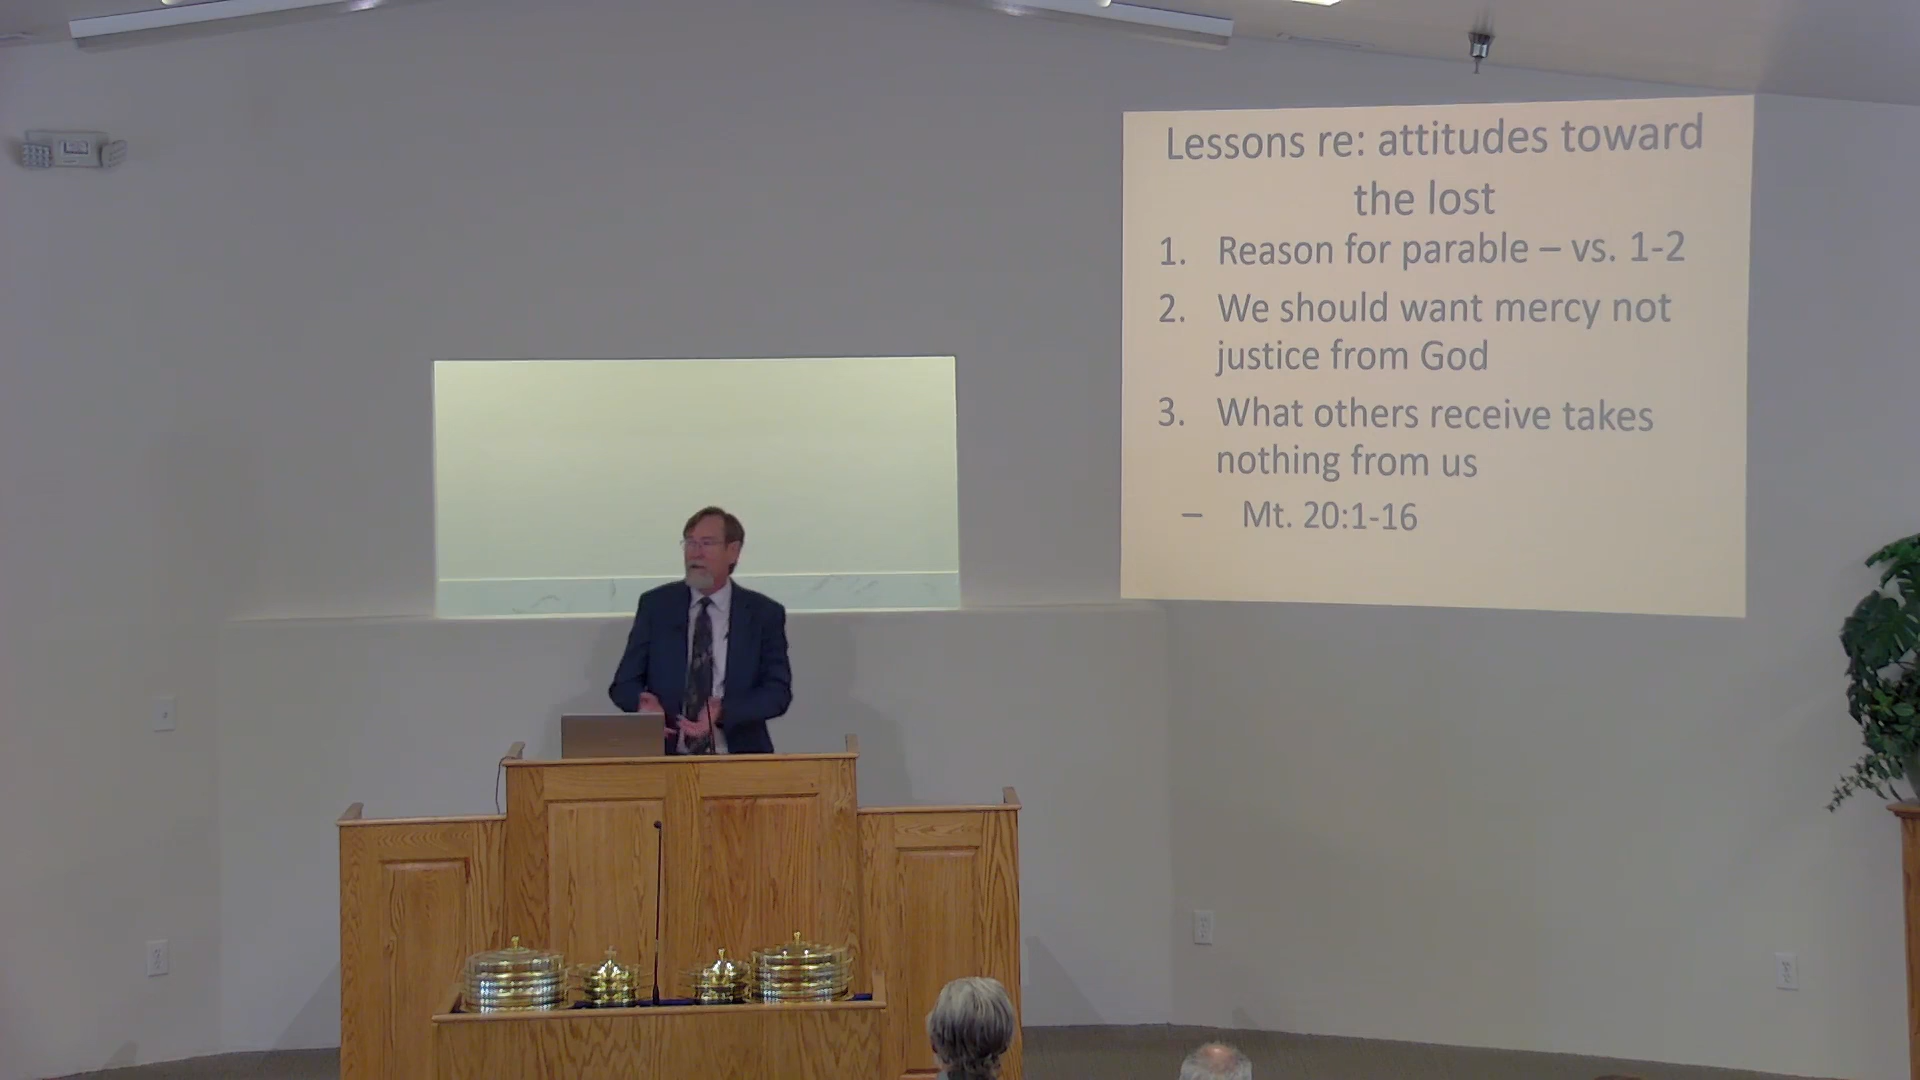 Lessons re: attitudes toward
the lost
1. Reason for parable – vs. 1-2
2. We should want mercy not
justice from God
3. What others receive takes
nothing from us
– Mt. 20:1-16